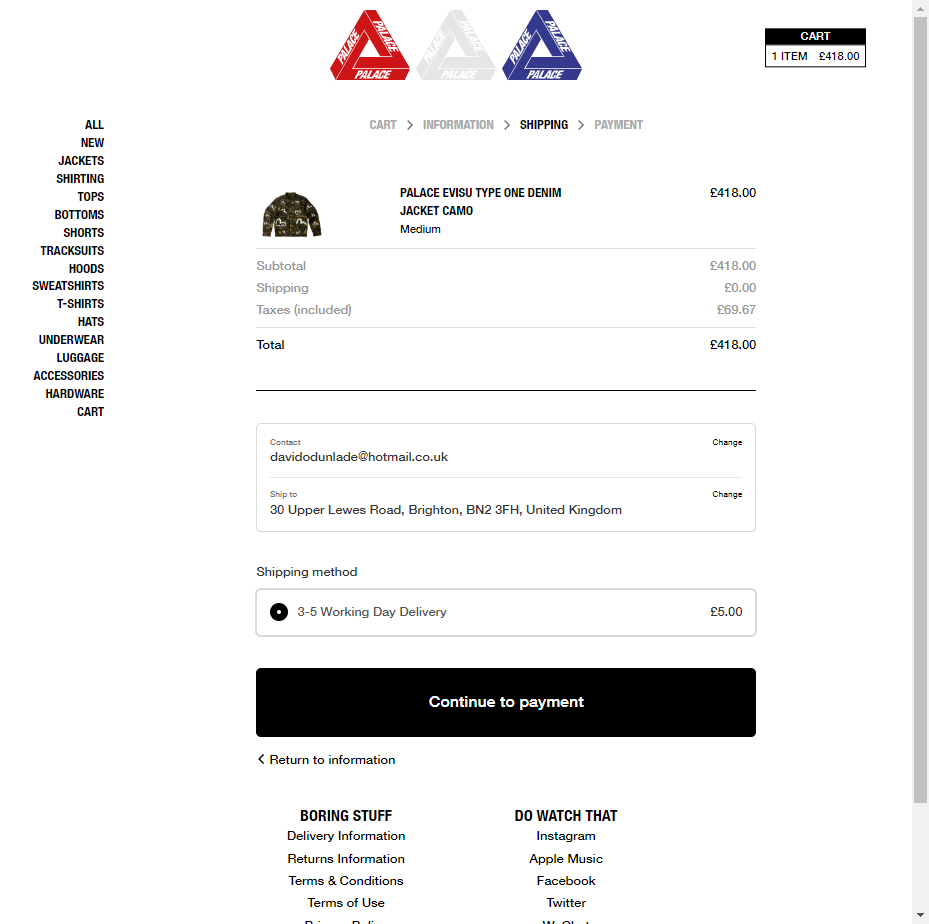 PALACE PALACE PALACE PALACE PALACE PALACE PALACE PALACE PALACE
CART
1 ITEM £418.00
CART > INFORMATION > SHIPPING > PAYMENT
ALL
NEW
JACKETS
SHIRTING
TOPS
BOTTOMS
SHORTS
TRACKSUITS
HOODS
SWEATSHIRTS
T-SHIRTS
HATS
UNDERWEAR
LUGGAGE
ACCESSORIES
HARDWARE
CART
PALACE EVISU TYPE ONE DENIM £418.00
JACKET CAMO
Medium
Subtotal £418.00
Shipping £0.00
Taxes (included) £69.67
Total £418.00
Contact Change
davidodunlade@hotmail.co.uk
Ship to Change
30 Upper Lewes Road, Brighton, BN2 3FH, United Kingdom
Shipping method
3-5 Working Day Delivery £5.00
Continue to payment
< Return to information
BORING STUFF
Delivery Information
Returns Information
Terms & Conditions
Terms of Use
DO WATCH THAT
Instagram
Apple Music
Facebook
Twitter